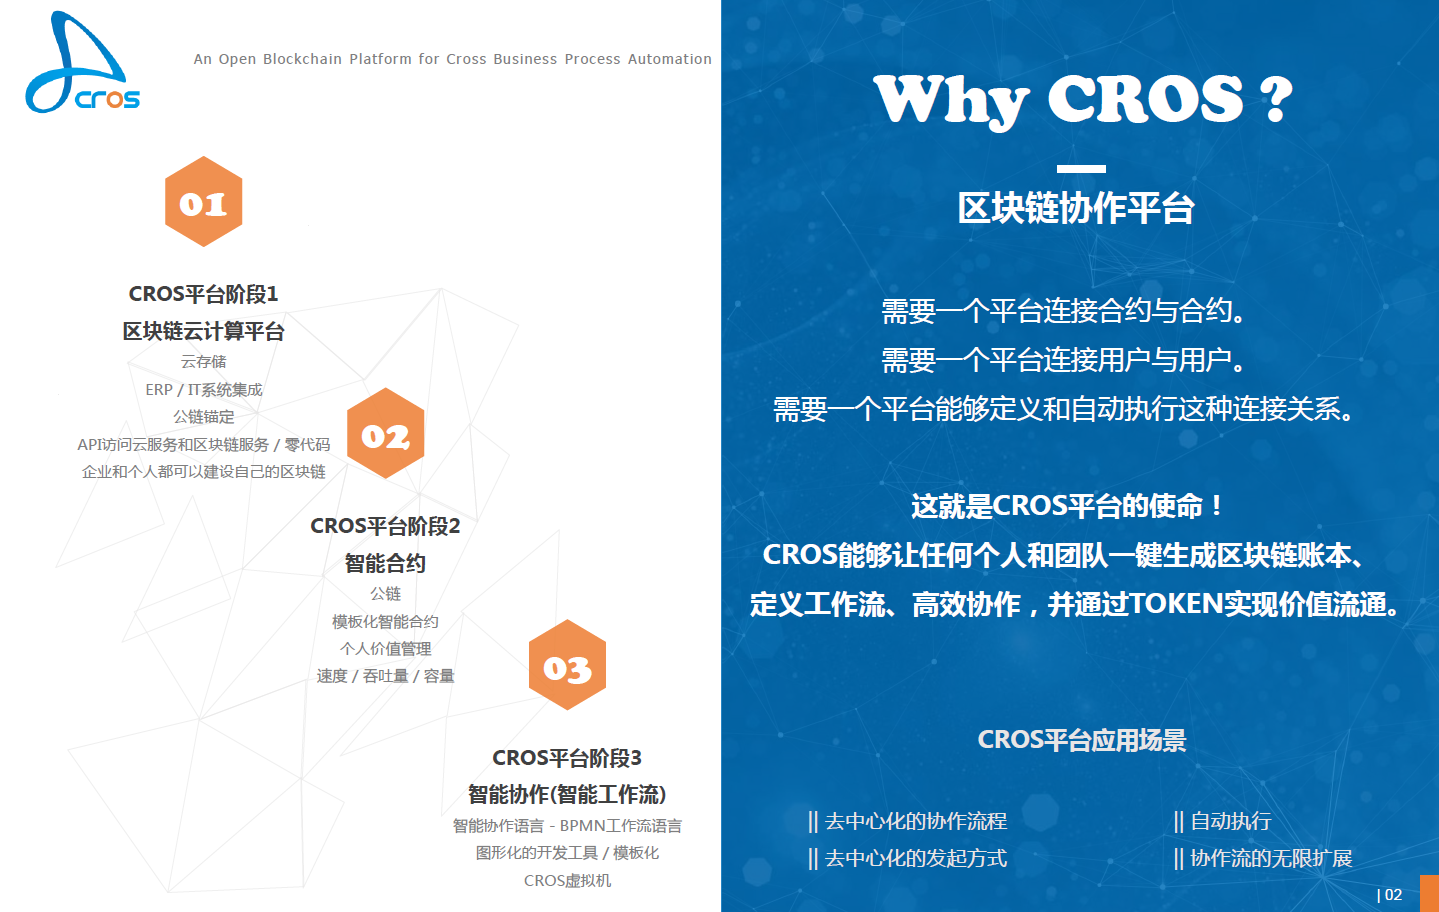 cros
An Open Blockchain Platform for Cross Business Process Automation
01
CROS平台阶段1
区块链云计算平台
云存储
ERP / IT系统集成
公链锚定
API访问云服务和区块链服务 / 零代码
企业和个人都可以建设自己的区块链
02
CROS平台阶段2
智能合约
公链
模板化智能合约
个人价值管理
速度 / 吞吐量 / 容量
03
CROS平台阶段3
智能协作(智能工作流)
智能协作语言 - BPMN工作流语言
图形化的开发工具 / 模板化
CROS虚拟机
Why CROS ?
区块链协作平台
需要一个平台连接合约与合约。
需要一个平台连接用户与用户。
需要一个平台能够定义和自动执行这种连接关系。
这就是CROS平台的使命！
CROS能够让任何个人和团队一键生成区块链账本、
定义工作流、高效协作，并通过TOKEN实现价值流通。
CROS平台应用场景
|| 去中心化的协作流程
|| 自动执行
|| 去中心化的发起方式
|| 协作流的无限扩展
| 02